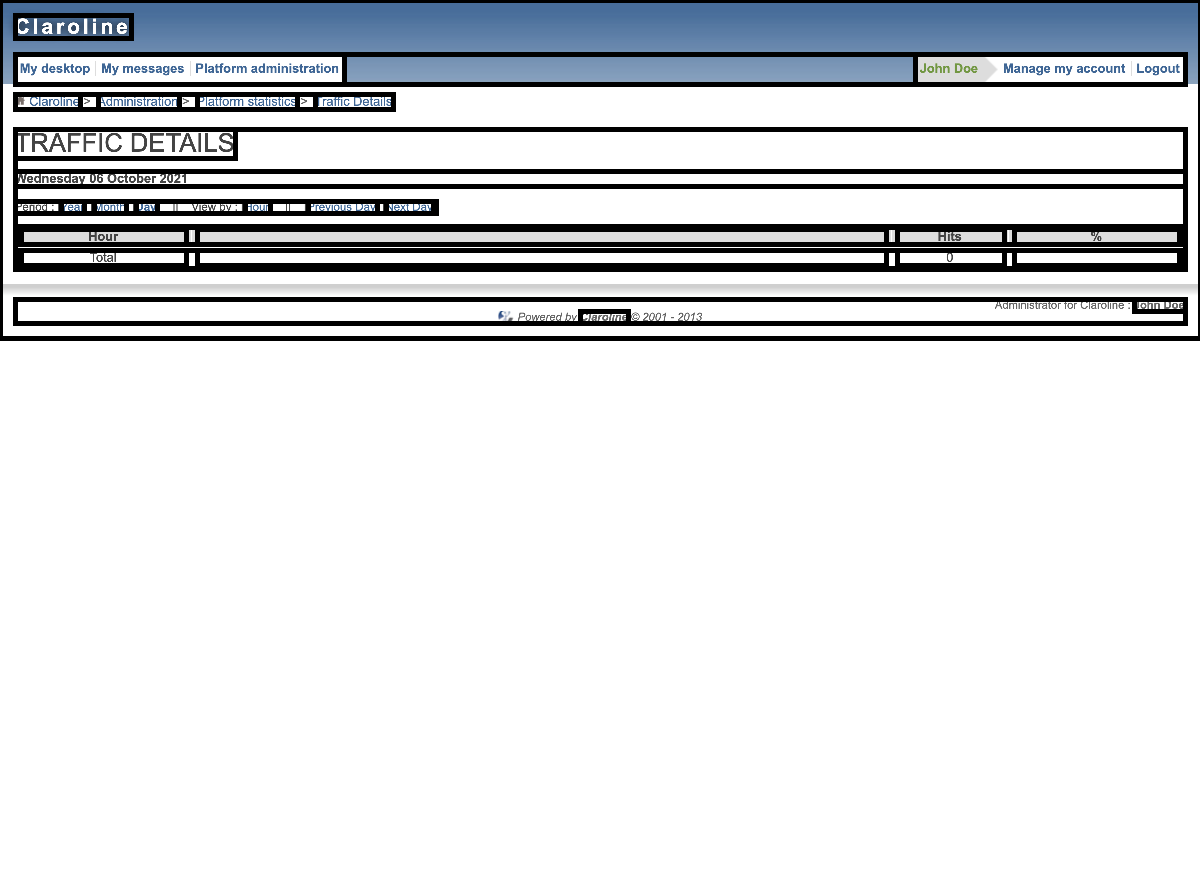 Claroline
My desktop My messages Platform administration John Doe Manage my account Logout
Claroline > Administration > Platform statistics > Traffic Details
TRAFFIC DETAILS
Wednesday 06 October 2021
Period : Year Month Day || View by : Hour || Previous Day Next Day
Hour Hits %
Total 0
Administrator for Claroline : John Doe
Powered by Claroline © 2001 - 2013